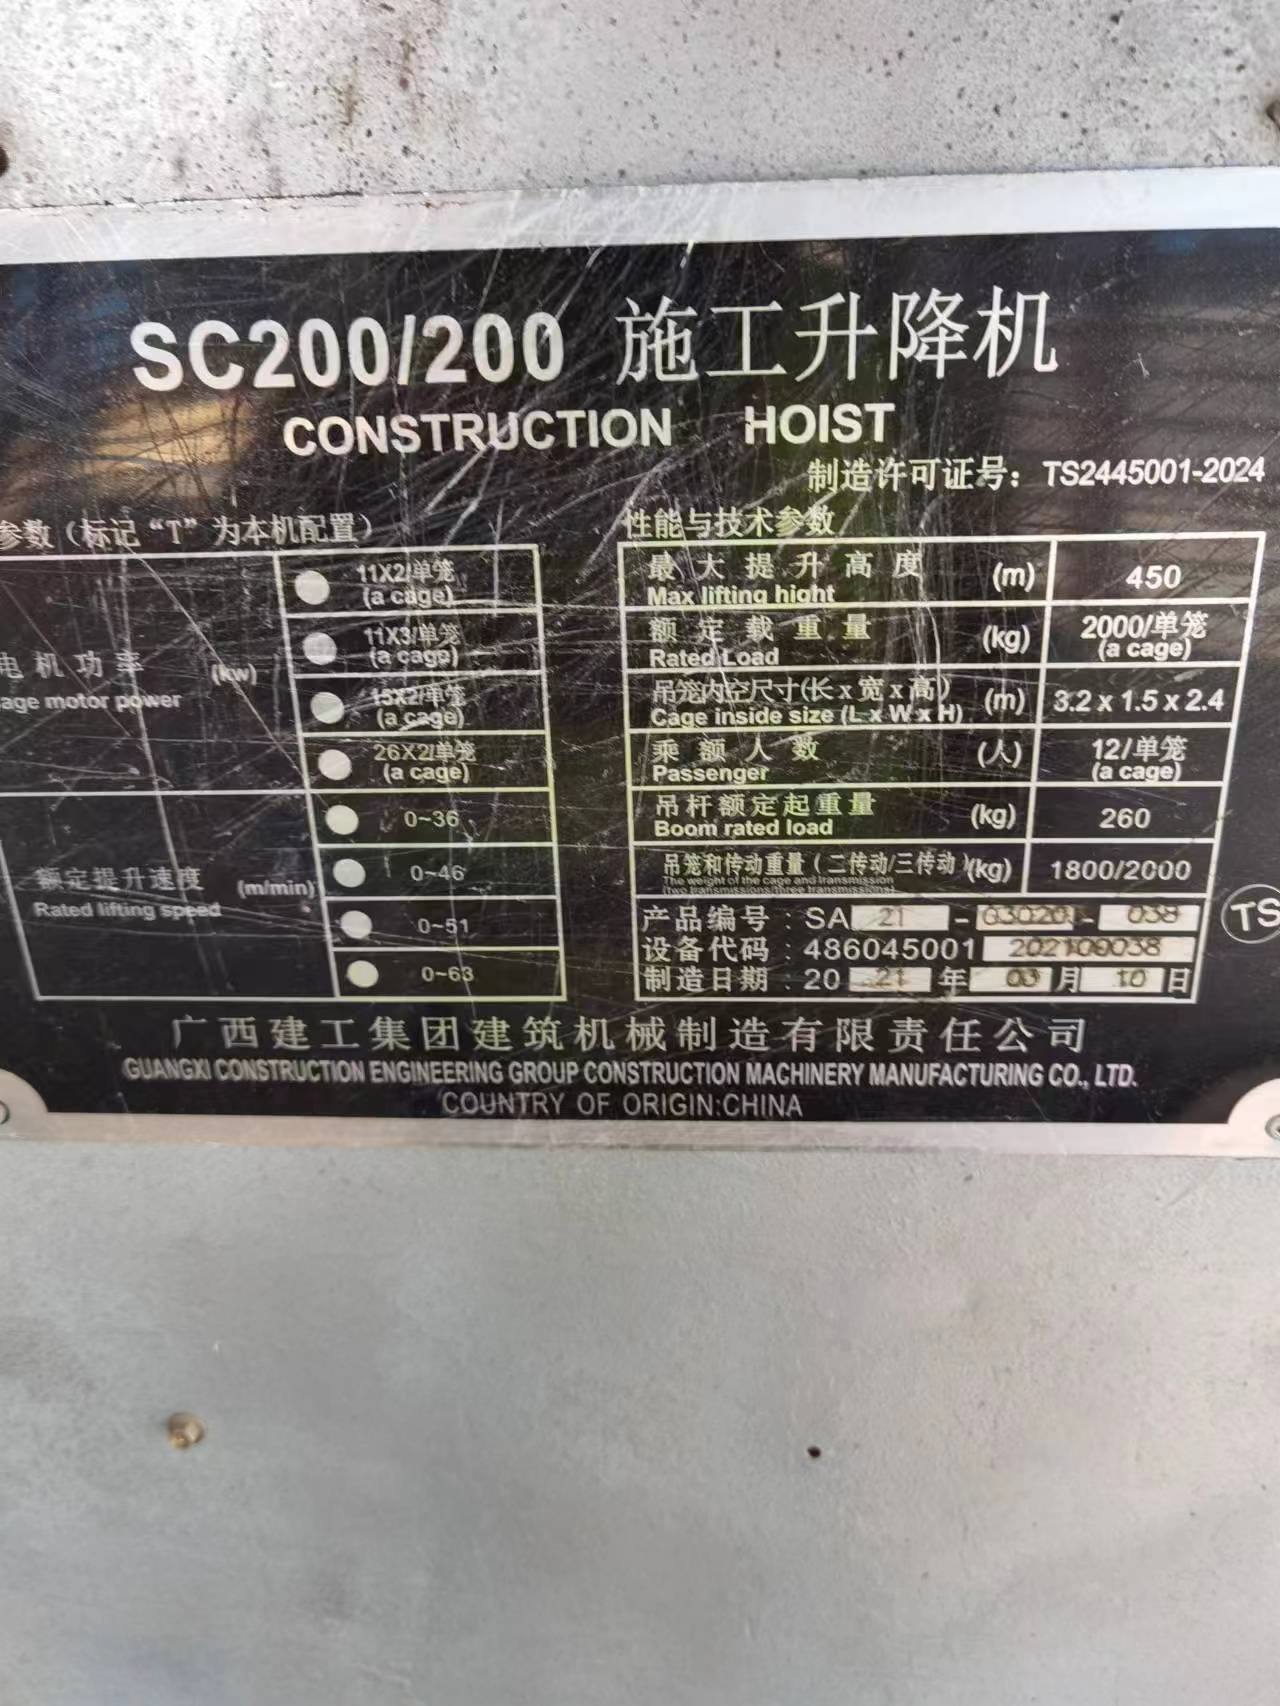 SC200/200 施工升降机
CONSTRUCTION HOIST
制造许可证号：TS2445001-2024
参数（标记“T”为本机配置）
电机功率 (kw)
age motor power
11X2/单笼
(a cage)
11X3/单笼
(a cage)
15X2/单笼
(a cage)
26X2/单笼
(a cage)
额定提升速度 (m/min)
Rated lifting speed
0~36
0~46
0~51
0~63
性能与技术参数
最大提升高度 (m) 450
Max lifting hight
额定载重量 (kg) 2000/单笼
Rated Load (a cage)
吊笼内空尺寸(长x宽x高) (m) 3.2 x 1.5 x 2.4
Cage inside size (L x W x H)
乘额人数 (人) 12/单笼
Passenger (a cage)
吊杆额定起重量 (kg) 260
Boom rated load
吊笼和传动重量（二传动/三传动）(kg) 1800/2000
The weight of the cage and transmission
(two transmissions/three transmissions)
产品编号：SA 21 - - 038
设备代码：486045001
制造日期：20 21 年 03 月 10 日
TS
广西建工集团建筑机械制造有限责任公司
GUANGXI CONSTRUCTION ENGINEERING GROUP CONSTRUCTION MACHINERY MANUFACTURING CO., LTD.
COUNTRY OF ORIGIN:CHINA